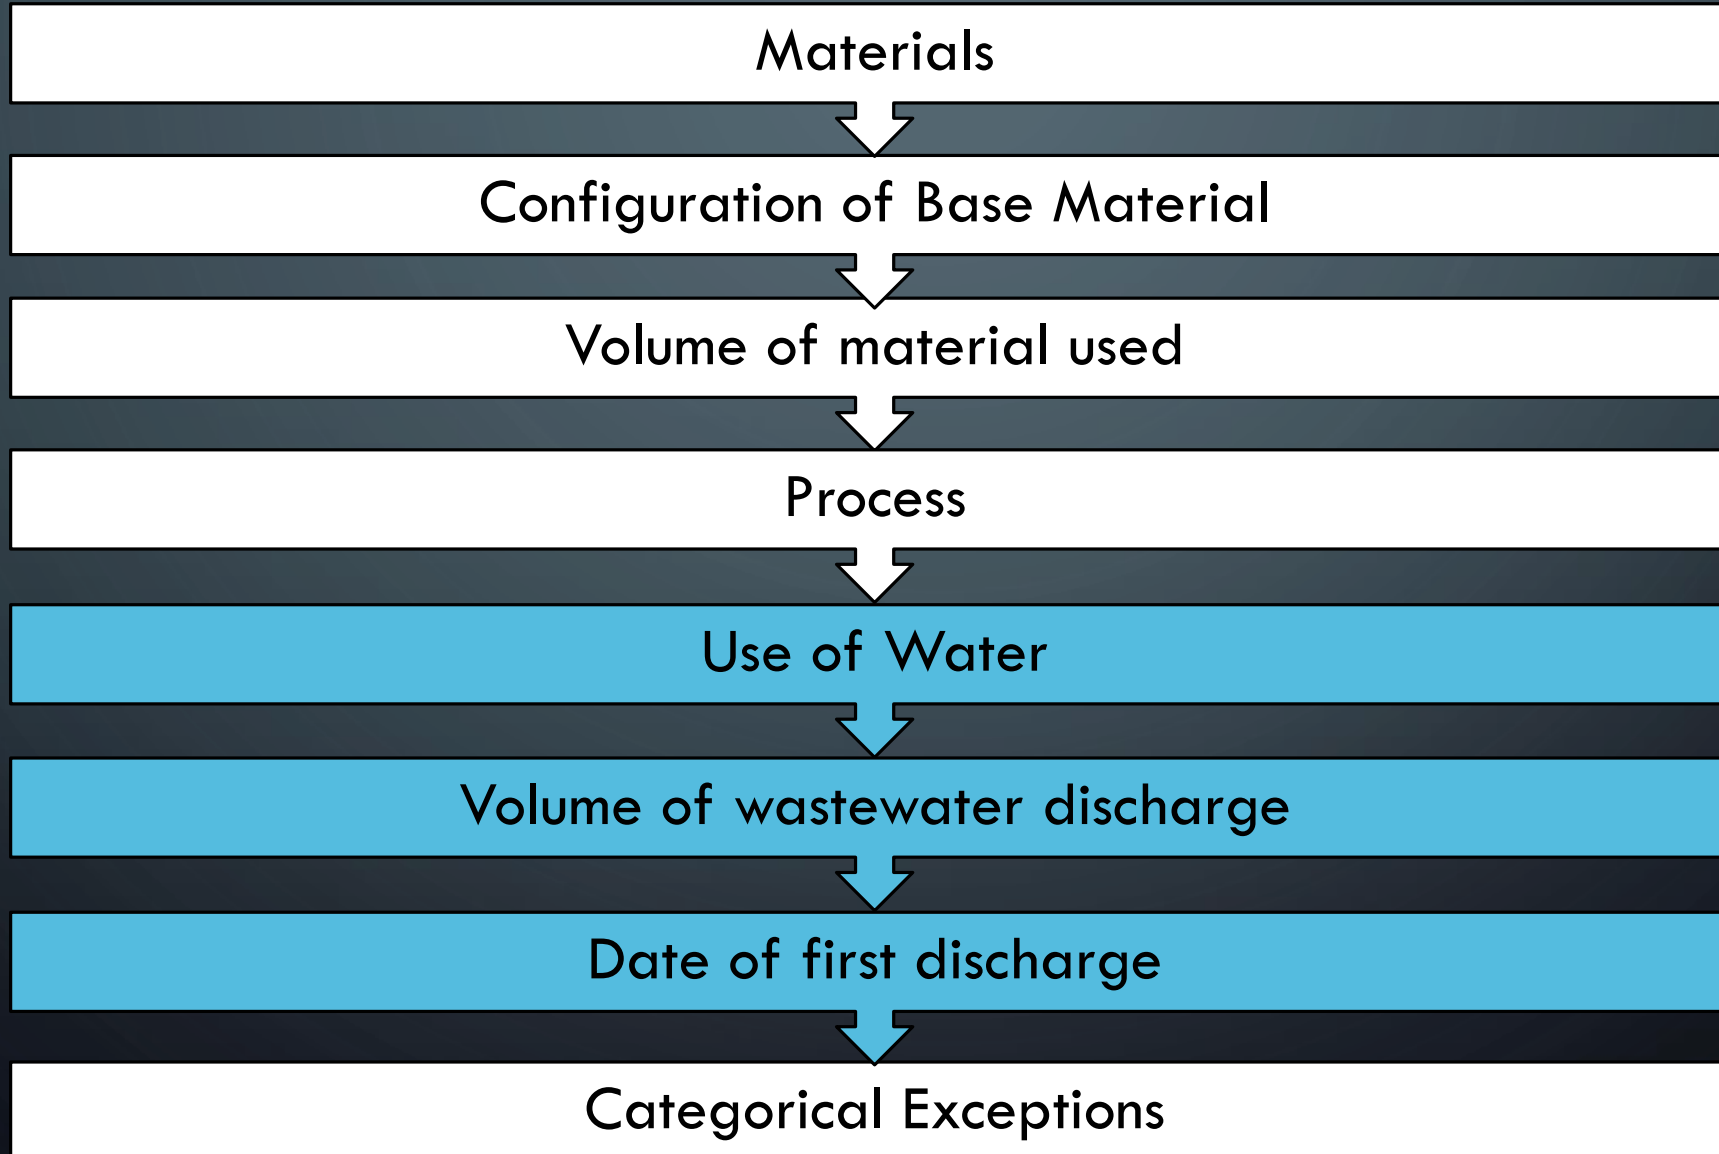 Materials
Configuration of Base Material
Volume of material used
Process
Use of Water
Volume of wastewater discharge
Date of first discharge
Categorical Exceptions